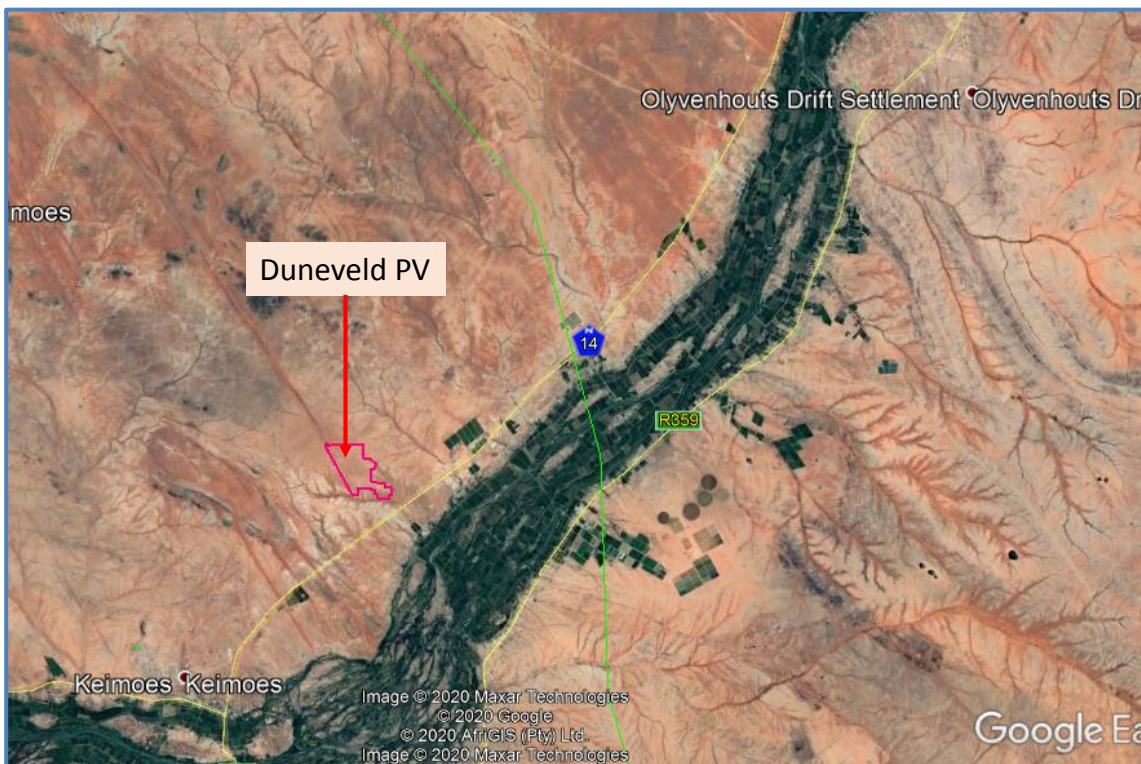 Olyvenhouts Drift Settlement Olyvenhouts Dr
moes
Duneveld PV
N
14
R359
Keimoes Keimoes
Image © 2020 Maxar Technologies
© 2020 Google
© 2020 AfriGIS (Pty) Ltd.
Image © 2020 Maxar Technologies
Google Ea